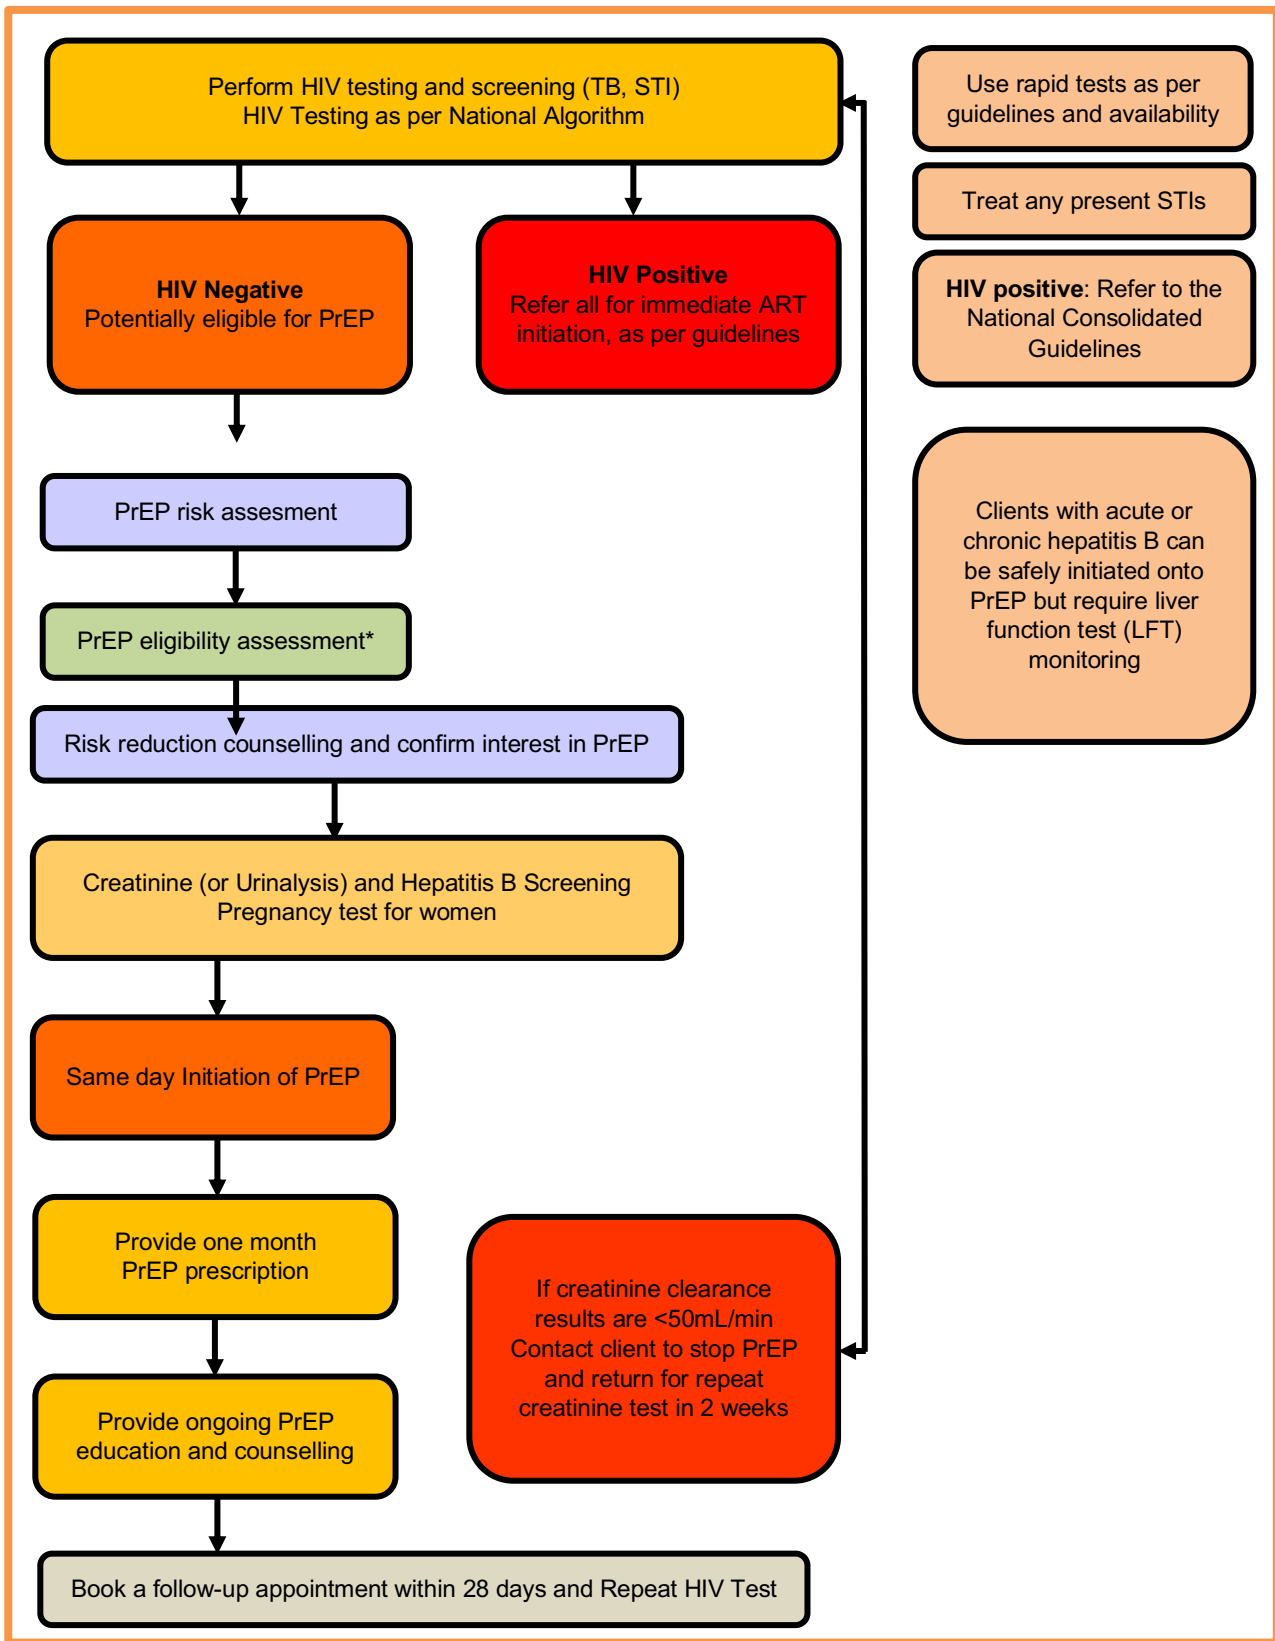 Perform HIV testing and screening (TB, STI)
HIV Testing as per National Algorithm
Use rapid tests as per
guidelines and availability
Treat any present STIs
HIV Negative
Potentially eligible for PrEP
HIV Positive
Refer all for immediate ART
initiation, as per guidelines
HIV positive: Refer to the
National Consolidated
Guidelines
PrEP risk assesment
Clients with acute or
chronic hepatitis B can
be safely initiated onto
PrEP but require liver
function test (LFT)
monitoring
PrEP eligibility assessment*
Risk reduction counselling and confirm interest in PrEP
Creatinine (or Urinalysis) and Hepatitis B Screening
Pregnancy test for women
Same day Initiation of PrEP
Provide one month
PrEP prescription
If creatinine clearance
results are <50mL/min
Contact client to stop PrEP
and return for repeat
creatinine test in 2 weeks
Provide ongoing PrEP
education and counselling
Book a follow-up appointment within 28 days and Repeat HIV Test